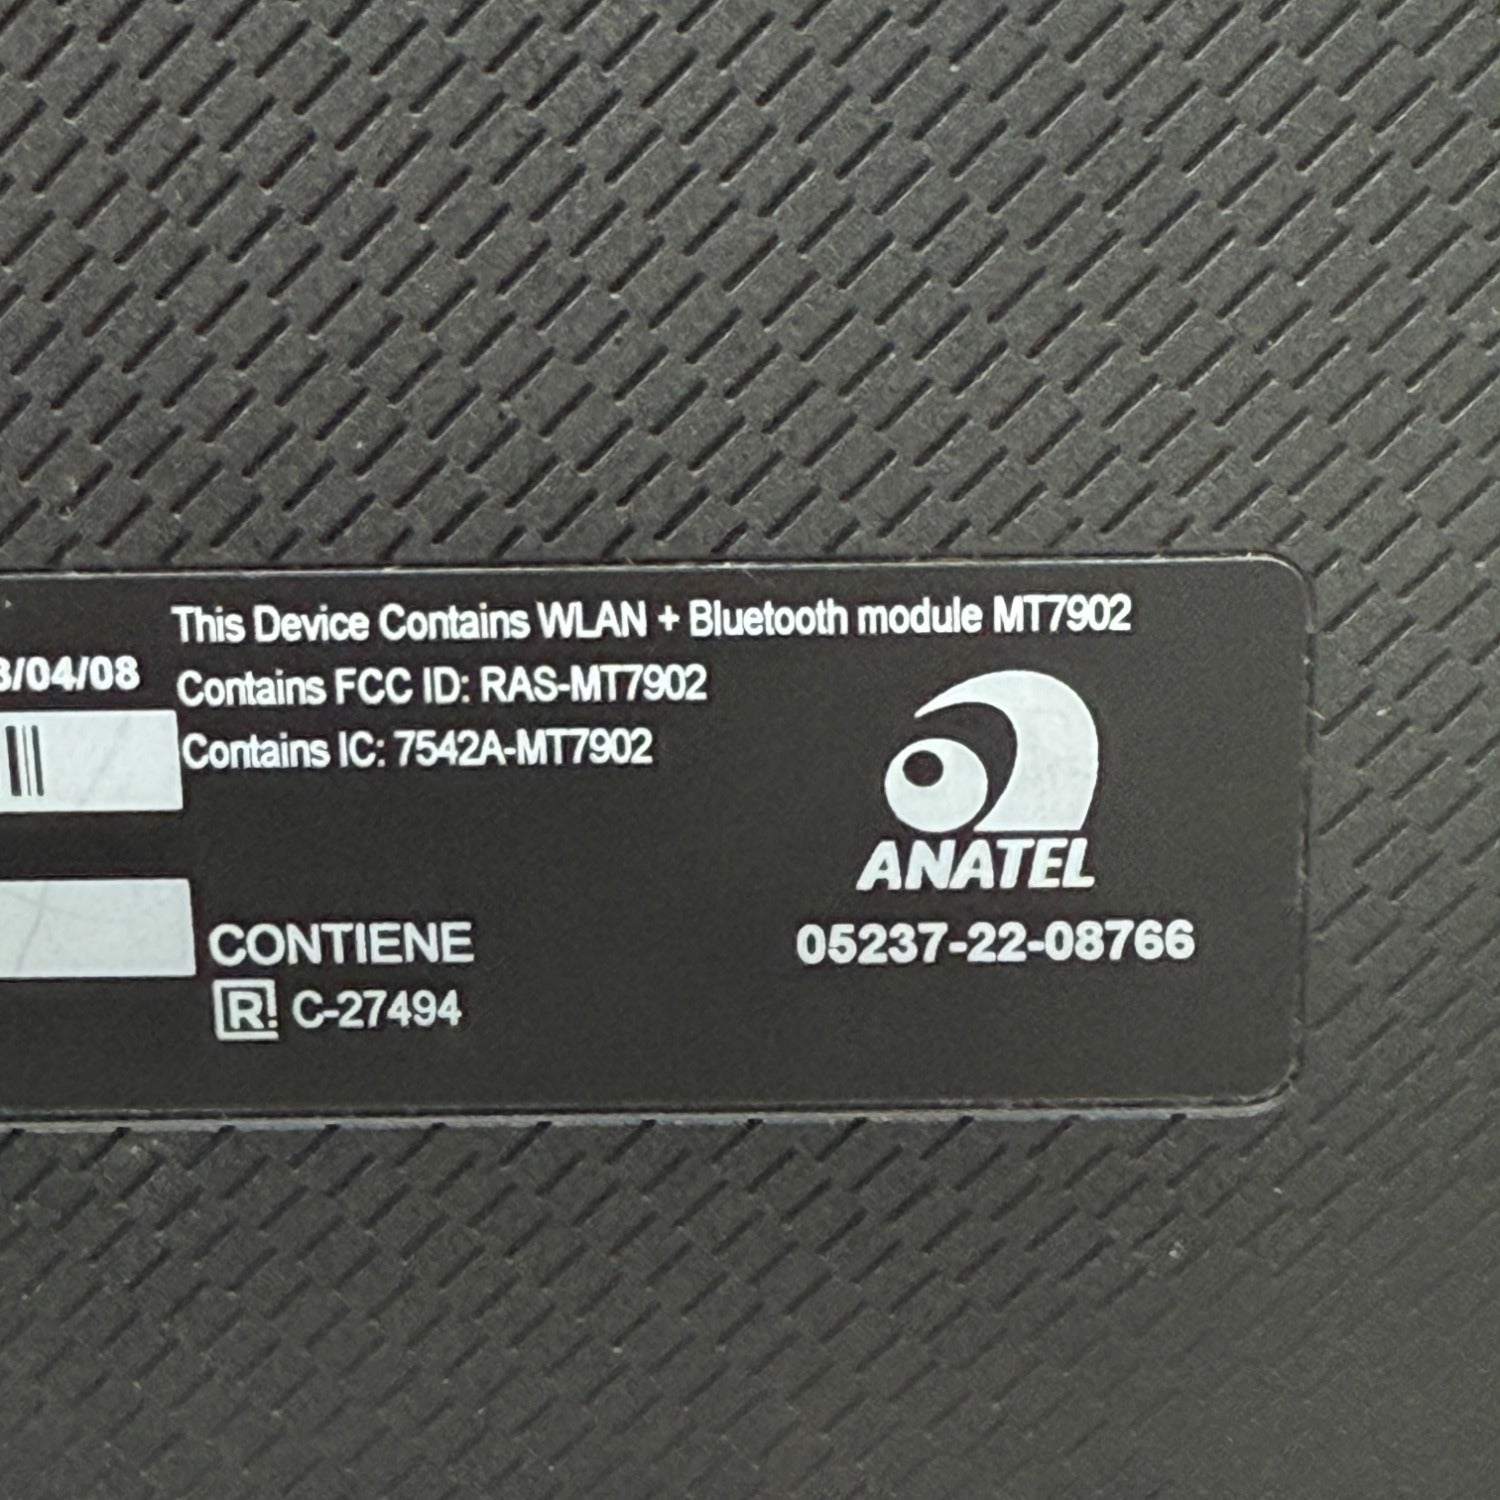 This Device Contains WLAN + Bluetooth module MT7902
/04/08
Contains FCC ID: RAS-MT7902
Contains IC: 7542A-MT7902
ANATEL
05237-22-08766
CONTIENE
R! C-27494